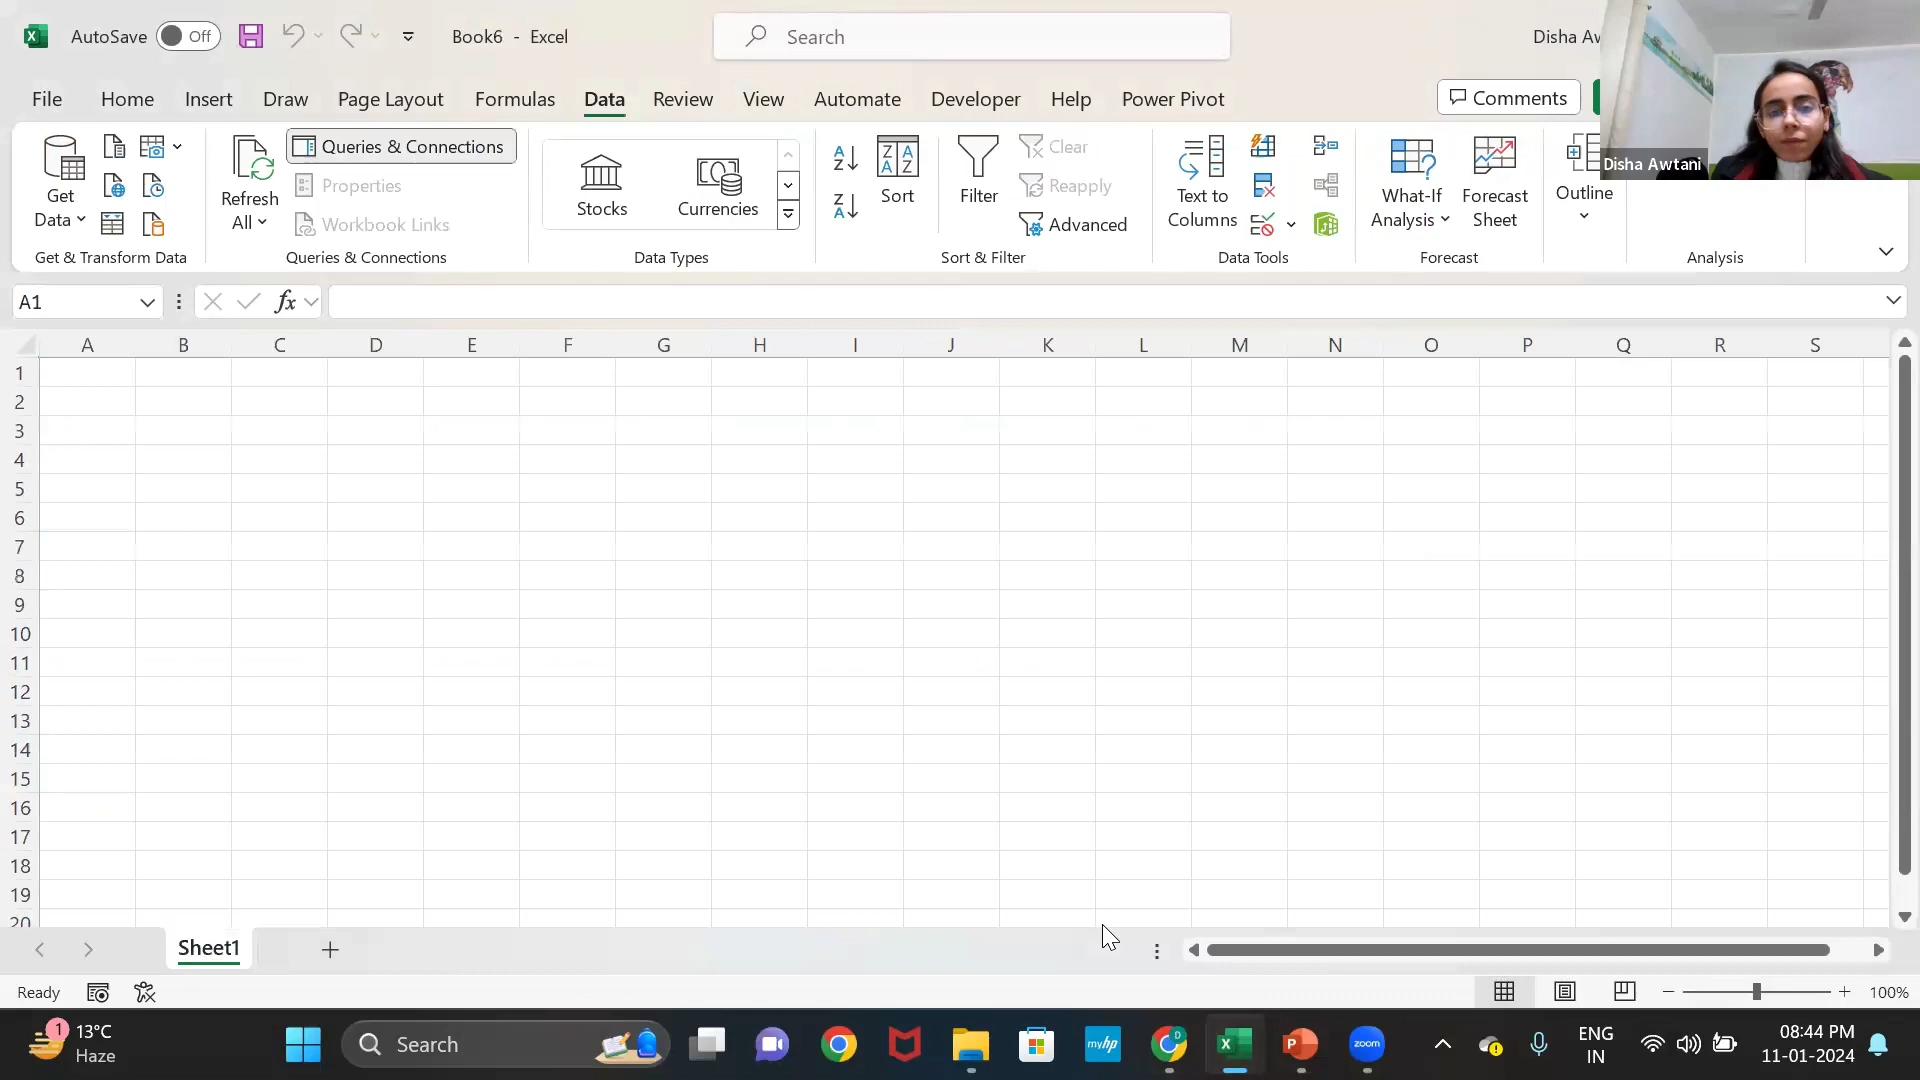 AutoSave Off Book6 - Excel Search Disha Aw
File Home Insert Draw Page Layout Formulas Data Review View Automate Developer Help Power Pivot Comments
Get Data
Refresh All
Queries & Connections
Properties
Workbook Links
Stocks Currencies
Sort
Filter
Clear
Reapply
Advanced
Text to Columns
What-If Analysis
Forecast Sheet
Outline
Disha Awtani
Get & Transform Data Queries & Connections Data Types Sort & Filter Data Tools Forecast Analysis
A1 fx
A B C D E F G H I J K L M N O P Q R S
1
2
3
4
5
6
7
8
9
10
11
12
13
14
15
16
17
18
19
20
Sheet1
Ready 100%
1 13°C
Haze
Search
myhp
zoom
ENG
IN
08:44 PM
11-01-2024